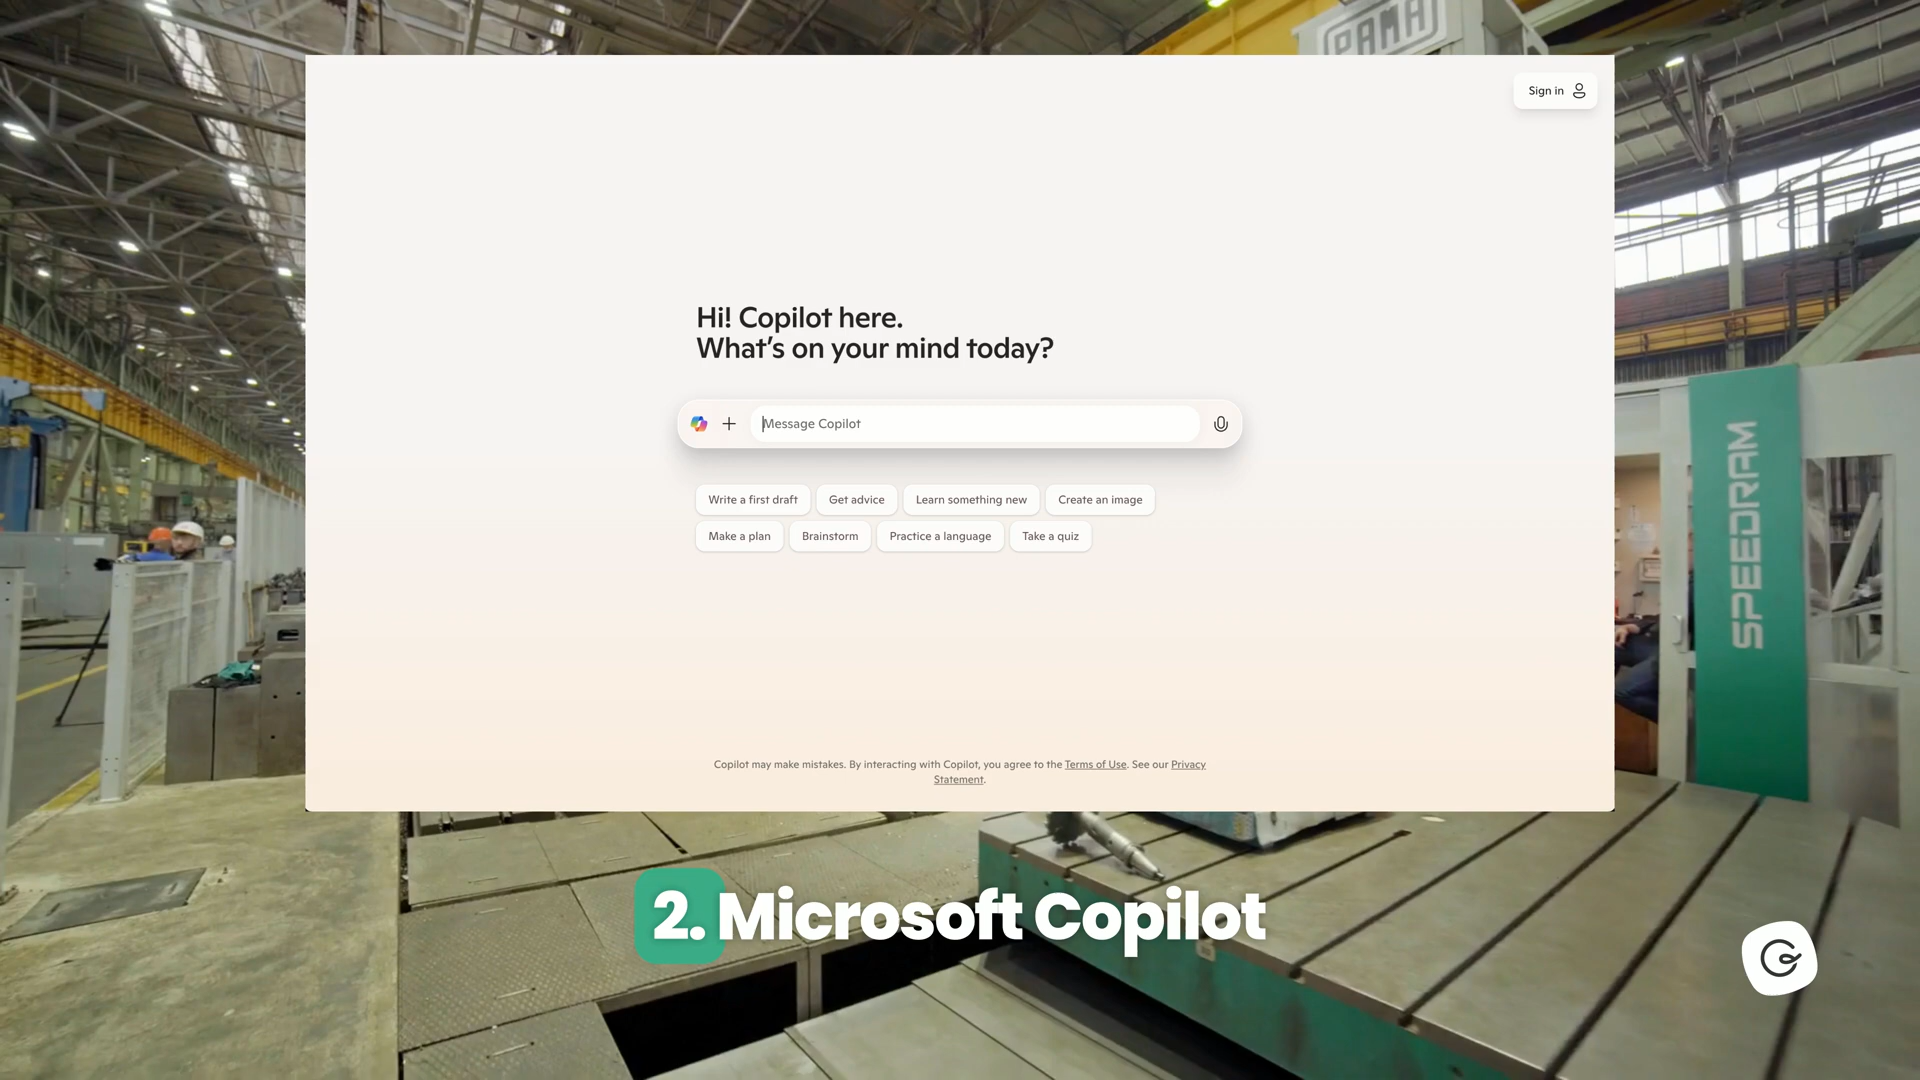 PAMA
Sign in
Hi! Copilot here.
What's on your mind today?
Message Copilot
Write a first draft
Get advice
Learn something new
Create an image
Make a plan
Brainstorm
Practice a language
Take a quiz
SPEEDRAM
Copilot may make mistakes. By interacting with Copilot, you agree to the Terms of Use. See our Privacy
Statement.
2. Microsoft Copilot